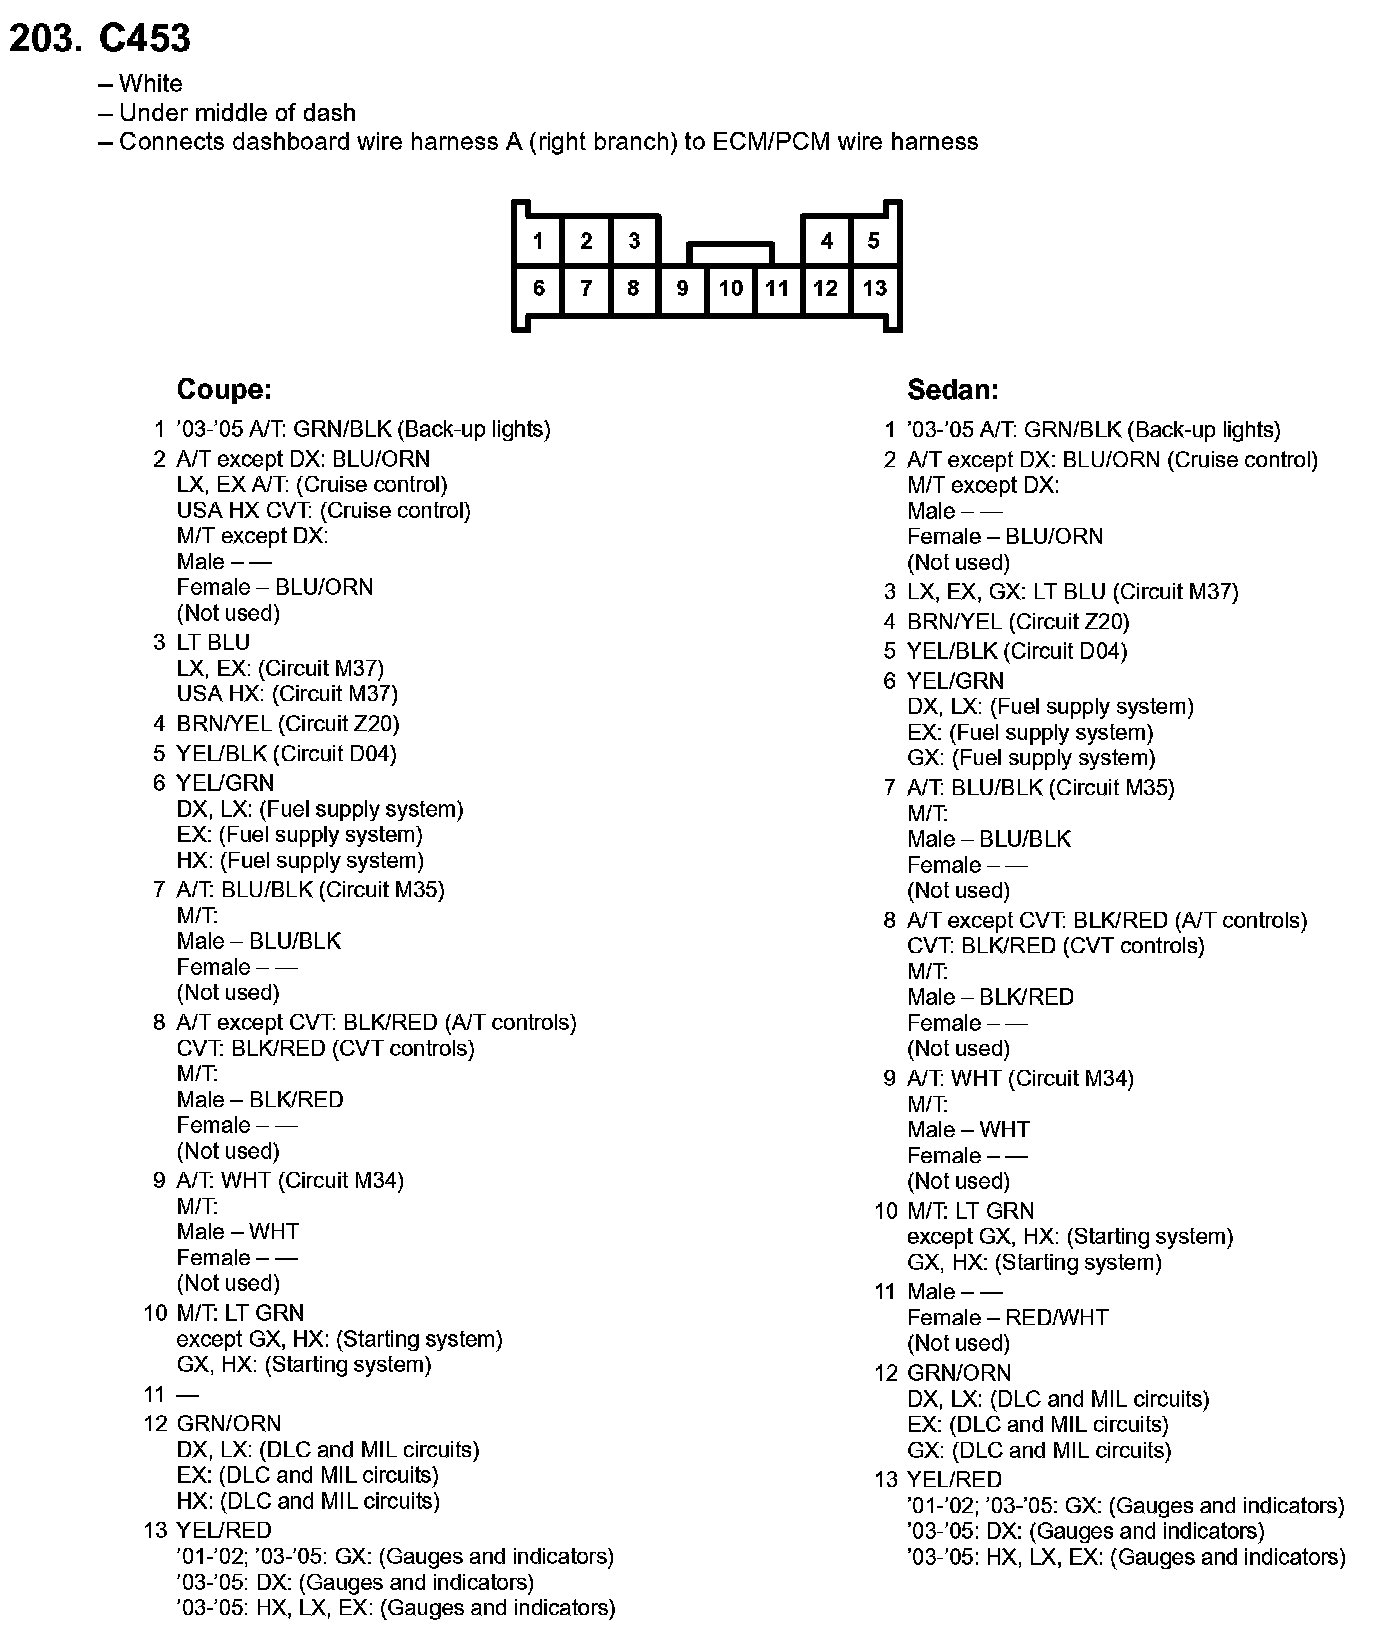 203. C453
– White
– Under middle of dash
– Connects dashboard wire harness A (right branch) to ECM/PCM wire harness
1 2 3 4 5
6 7 8 9 10 11 12 13
Coupe:
1 ’03-’05 A/T: GRN/BLK (Back-up lights)
2 A/T except DX: BLU/ORN
LX, EX A/T: (Cruise control)
USA HX CVT: (Cruise control)
M/T except DX:
Male – —
Female – BLU/ORN
(Not used)
3 LT BLU
LX, EX: (Circuit M37)
USA HX: (Circuit M37)
4 BRN/YEL (Circuit Z20)
5 YEL/BLK (Circuit D04)
6 YEL/GRN
DX, LX: (Fuel supply system)
EX: (Fuel supply system)
HX: (Fuel supply system)
7 A/T: BLU/BLK (Circuit M35)
M/T:
Male – BLU/BLK
Female – —
(Not used)
8 A/T except CVT: BLK/RED (A/T controls)
CVT: BLK/RED (CVT controls)
M/T:
Male – BLK/RED
Female – —
(Not used)
9 A/T: WHT (Circuit M34)
M/T:
Male – WHT
Female – —
(Not used)
10 M/T: LT GRN
except GX, HX: (Starting system)
GX, HX: (Starting system)
11 —
12 GRN/ORN
DX, LX: (DLC and MIL circuits)
EX: (DLC and MIL circuits)
HX: (DLC and MIL circuits)
13 YEL/RED
’01-’02; ’03-’05: GX: (Gauges and indicators)
’03-’05: DX: (Gauges and indicators)
’03-’05: HX, LX, EX: (Gauges and indicators)
Sedan:
1 ’03-’05 A/T: GRN/BLK (Back-up lights)
2 A/T except DX: BLU/ORN (Cruise control)
M/T except DX:
Male – —
Female – BLU/ORN
(Not used)
3 LX, EX, GX: LT BLU (Circuit M37)
4 BRN/YEL (Circuit Z20)
5 YEL/BLK (Circuit D04)
6 YEL/GRN
DX, LX: (Fuel supply system)
EX: (Fuel supply system)
GX: (Fuel supply system)
7 A/T: BLU/BLK (Circuit M35)
M/T:
Male – BLU/BLK
Female – —
(Not used)
8 A/T except CVT: BLK/RED (A/T controls)
CVT: BLK/RED (CVT controls)
M/T:
Male – BLK/RED
Female – —
(Not used)
9 A/T: WHT (Circuit M34)
M/T:
Male – WHT
Female – —
(Not used)
10 M/T: LT GRN
except GX, HX: (Starting system)
GX, HX: (Starting system)
11 Male – —
Female – RED/WHT
(Not used)
12 GRN/ORN
DX, LX: (DLC and MIL circuits)
EX: (DLC and MIL circuits)
GX: (DLC and MIL circuits)
13 YEL/RED
’01-’02; ’03-’05: GX: (Gauges and indicators)
’03-’05: DX: (Gauges and indicators)
’03-’05: HX, LX, EX: (Gauges and indicators)